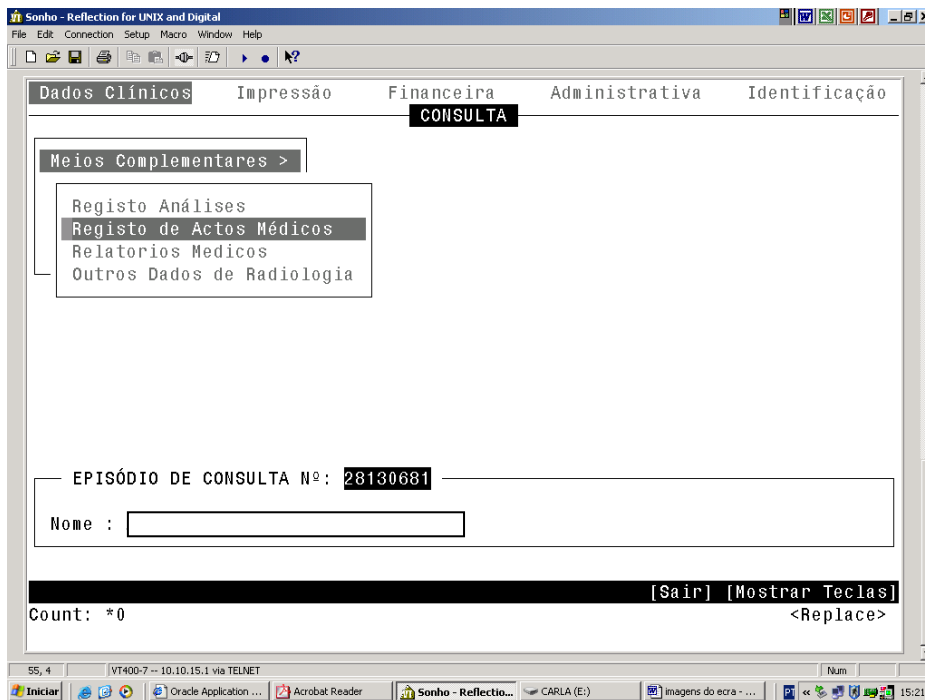 Sonho - Reflection for UNIX and Digital
File Edit Connection Setup Macro Window Help
Dados Clínicos Impressão Financeira Administrativa Identificação
CONSULTA
Meios Complementares >
Registo Análises
Registo de Actos Médicos
Relatorios Medicos
Outros Dados de Radiologia
EPISÓDIO DE CONSULTA Nº: 28130681
Nome :
[Sair] [Mostrar Teclas]
Count: *0 <Replace>
55, 4 VT400-7 -- 10.10.15.1 via TELNET Num
Iniciar Oracle Application ... Acrobat Reader Sonho - Reflectio... CARLA (E:) imagens do ecra - ... PT « 15:21